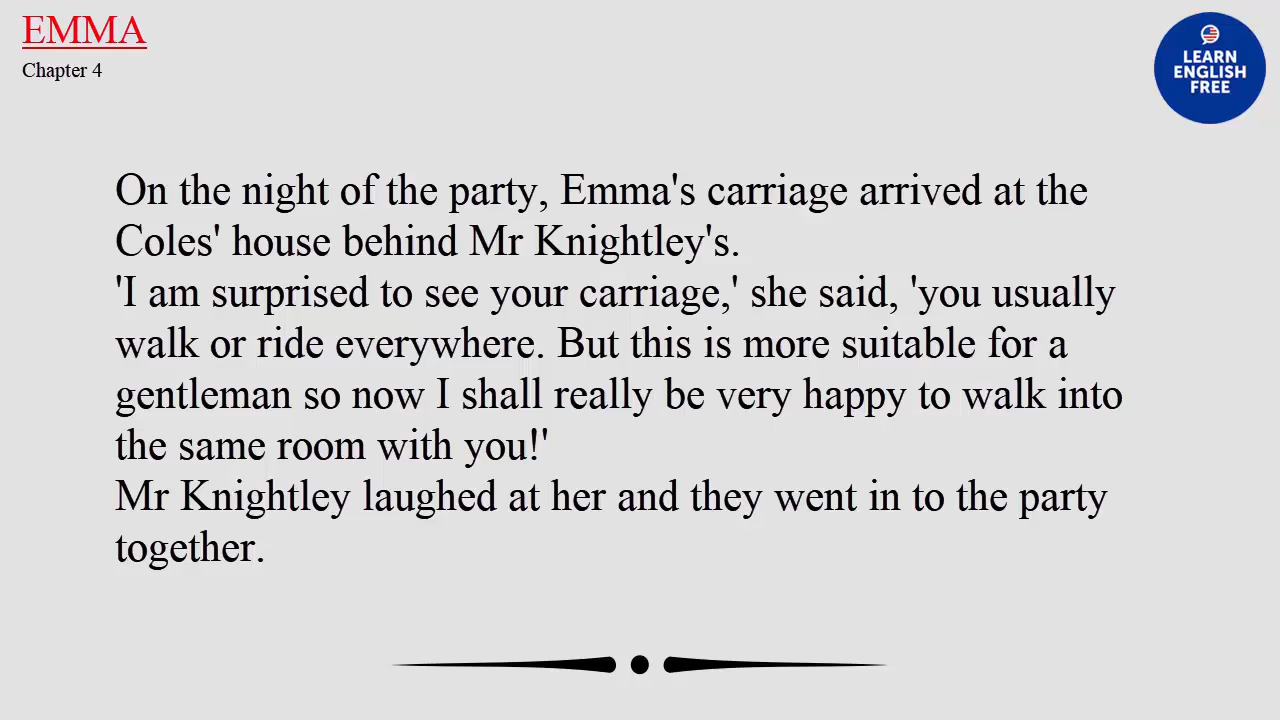 EMMA
Chapter 4
LEARN
ENGLISH
FREE
On the night of the party, Emma's carriage arrived at the
Coles' house behind Mr Knightley's.
'I am surprised to see your carriage,' she said, 'you usually
walk or ride everywhere. But this is more suitable for a
gentleman so now I shall really be very happy to walk into
the same room with you!'
Mr Knightley laughed at her and they went in to the party
together.